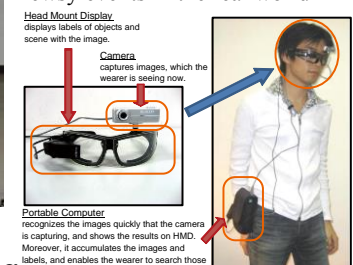 Head Mount Display
displays labels of objects and
scene with the image.
Camera
captures images, which the
wearer is seeing now.
Portable Computer
recognizes the images quickly that the camera
is capturing, and shows the results on HMD.
Moreover, it accumulates the images and
labels, and enables the wearer to search those